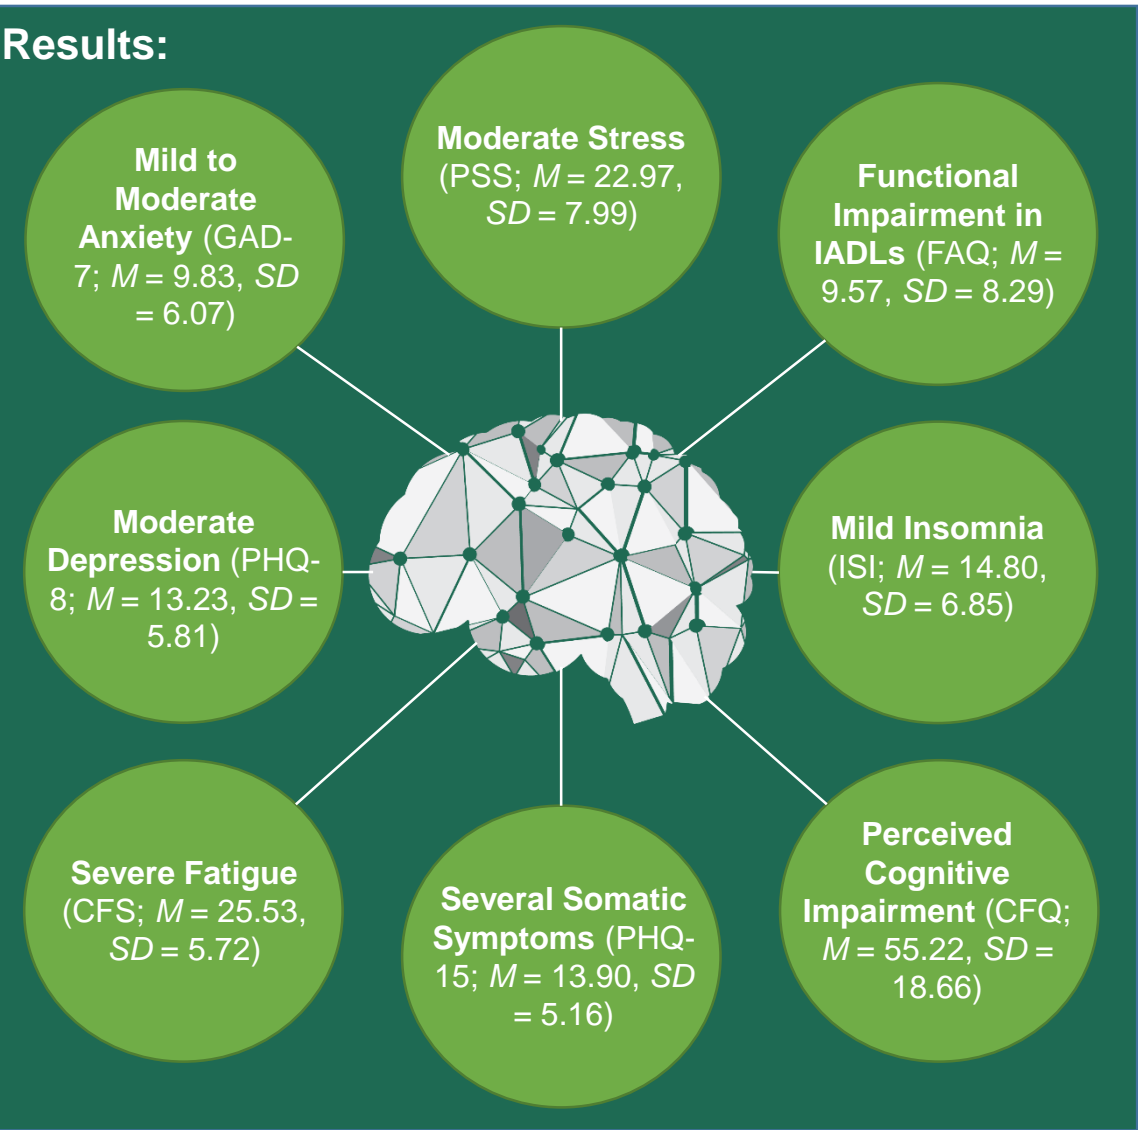 Results:
Mild to
Moderate
Anxiety (GAD-
7; M = 9.83, SD
= 6.07)
Moderate Stress
(PSS; M = 22.97,
SD = 7.99)
Functional
Impairment in
IADLs (FAQ; M =
9.57, SD = 8.29)
Moderate
Depression (PHQ-
8; M = 13.23, SD =
5.81)
Mild Insomnia
(ISI; M = 14.80,
SD = 6.85)
Severe Fatigue
(CFS; M = 25.53,
SD = 5.72)
Several Somatic
Symptoms (PHQ-
15; M = 13.90, SD
= 5.16)
Perceived
Cognitive
Impairment (CFQ;
M = 55.22, SD =
18.66)